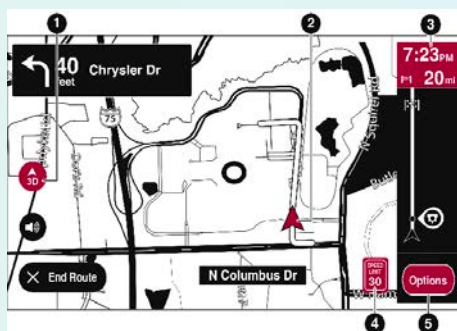 1
2
3
40
feet
Chrysler Dr
7:23PM
20 mi
75
N Squirrel Rd
3D
Butle
End Route
N Columbus Dr
SPEED
LIMIT
30
Options
4
5